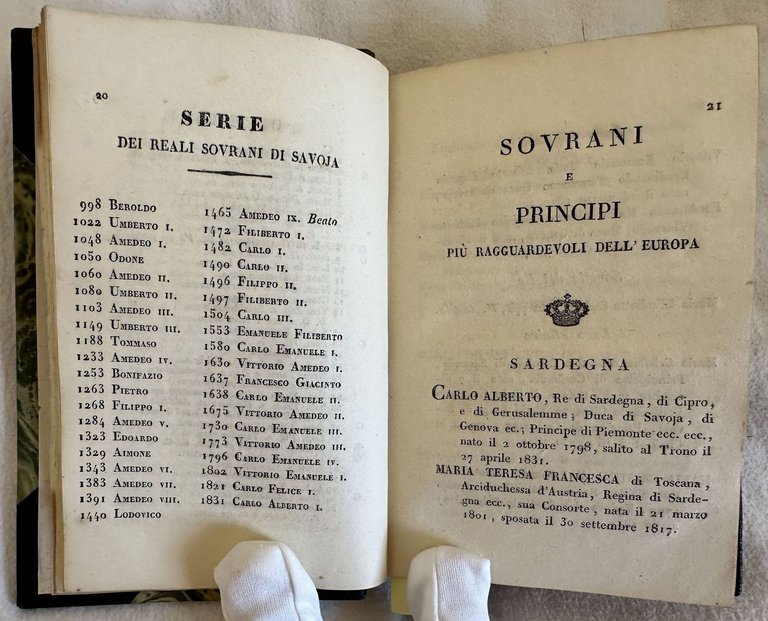 20
SERIE
DEI REALI SOVRANI DI SAVOJA
998 BEROLDO
1022 UMBERTO I.
1048 AMEDEO I.
1050 ODONE
1060 AMEDEO II.
1080 UMBERTO II.
1103 AMEDEO III.
1149 UMBERTO III.
1188 TOMMASO
1233 AMEDEO IV.
1253 BONIFAZIO
1263 PIETRO
1268 FILIPPO I.
1284 AMEDEO V.
1323 EDOARDO
1329 AIMONE
1343 AMEDEO VI.
1383 AMEDEO VII.
1391 AMEDEO VIII.
1440 LODOVICO
1465 AMEDEO IX. Beato
1472 FILIBERTO I.
1482 CARLO I.
1490 CARLO II.
1496 FILIPPO II.
1497 FILIBERTO II.
1504 CARLO III.
1553 EMANUELE FILIBERTO
1580 CARLO EMANUELE I.
1630 VITTORIO AMEDEO I.
1637 FRANCESCO GIACINTO
1638 CARLO EMANUELE II.
1675 VITTORIO AMEDEO II.
1730 CARLO EMANUELE III.
1773 VITTORIO AMEDEO III.
1796 CARLO EMANUELE IV.
1802 VITTORIO EMANUELE I.
1821 CARLO FELICE I.
1831 CARLO ALBERTO I.
21
SOVRANI
E
PRINCIPI
PIÙ RAGGUARDEVOLI DELL'EUROPA
SARDEGNA
CARLO ALBERTO, Re di Sardegna, di Cipro,
e di Gerusalemme; Duca di Savoja, di
Genova ec.; Principe di Piemonte ecc. ecc.,
nato il 2 ottobre 1798, salito al Trono il
27 aprile 1831.
MARIA TERESA FRANCESCA di Toscana,
Arciduchessa d'Austria, Regina di Sarde-
gna ecc., sua Consorte, nata il 21 marzo
1801, sposata il 30 settembre 1817.